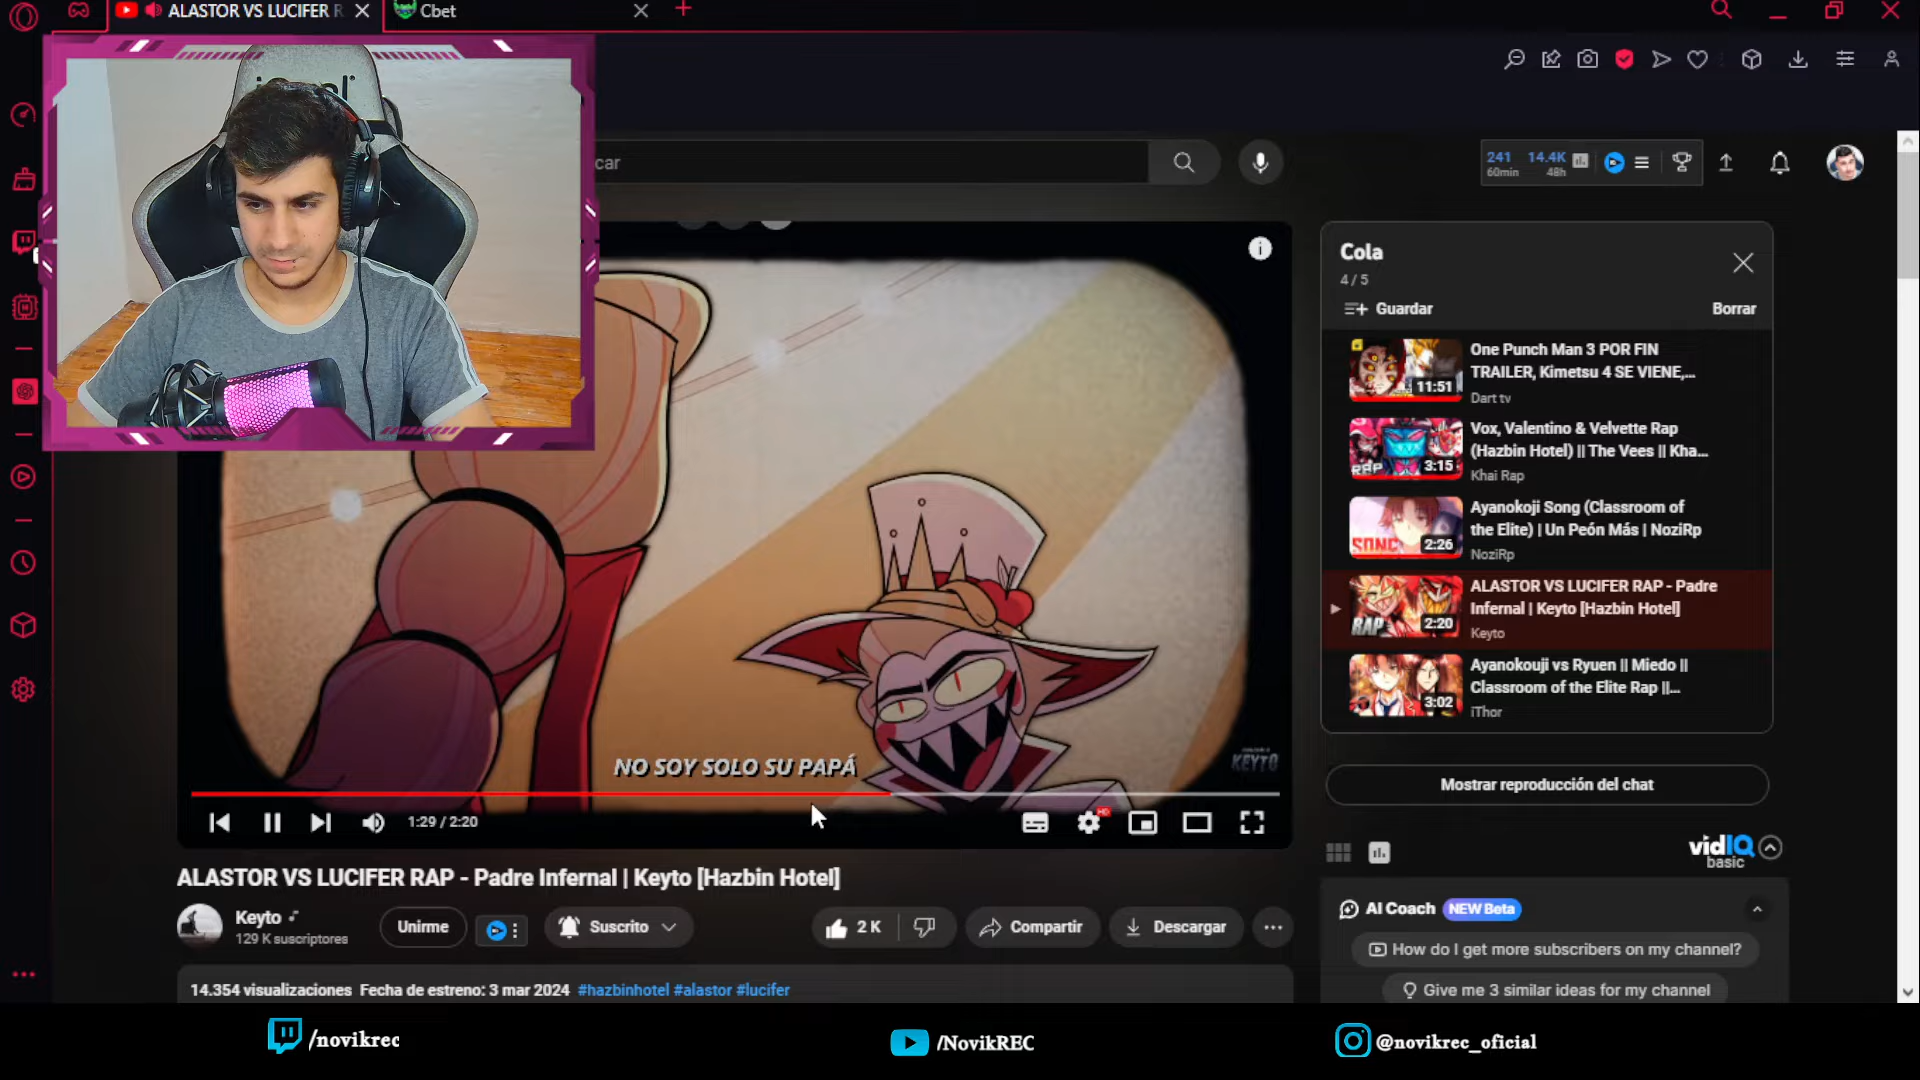 ALASTOR VS LUCIFER R
Cbet
car
241
60min
14.4K
48h
Cola
4 / 5
Guardar
Borrar
One Punch Man 3 POR FIN
TRAILER, Kimetsu 4 SE VIENE,...
Dart tv
11:51
Vox, Valentino & Velvette Rap
(Hazbin Hotel) || The Vees || Kha...
Khai Rap
RAP
3:15
Ayanokoji Song (Classroom of
the Elite) | Un Peón Más | NoziRp
NoziRp
SONG
2:26
ALASTOR VS LUCIFER RAP - Padre
Infernal | Keyto [Hazbin Hotel]
Keyto
RAP
2:20
Ayanokouji vs Ryuen || Miedo ||
Classroom of the Elite Rap ||...
iThor
3:02
NO SOY SOLO SU PAPÁ
KEYTO
1:29 / 2:20
HD
Mostrar reproducción del chat
ALASTOR VS LUCIFER RAP - Padre Infernal | Keyto [Hazbin Hotel]
Keyto
129 K suscriptores
Unirme
Suscrito
2 K
Compartir
Descargar
vidIQ
basic
AI Coach
NEW Beta
How do I get more subscribers on my channel?
Give me 3 similar ideas for my channel
14.354 visualizaciones Fecha de estreno: 3 mar 2024 #hazbinhotel #alastor #lucifer
/novikrec
/NovikREC
@novikrec_oficial